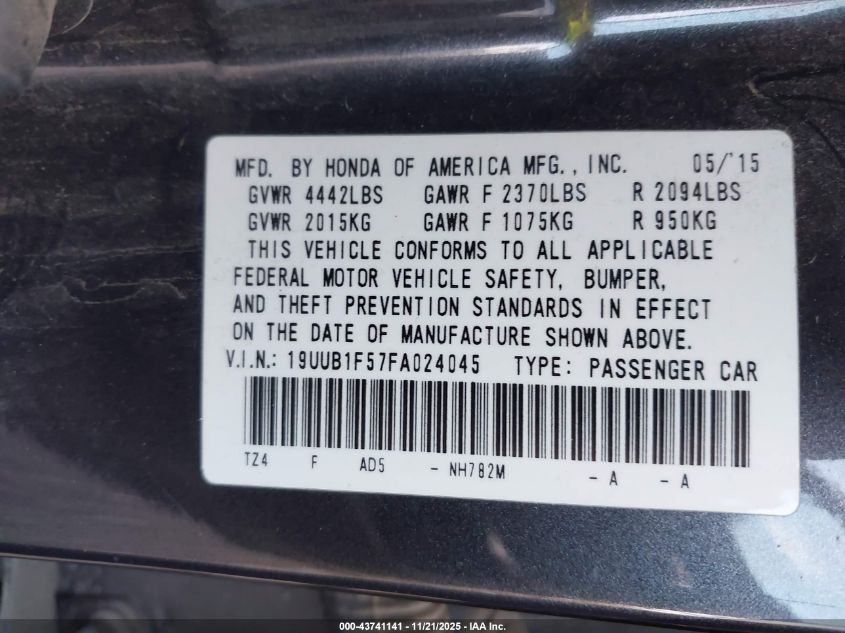 MFD. BY HONDA OF AMERICA MFG., INC. 05/'15
GVWR 4442LBS GAWR F 2370LBS R 2094LBS
GVWR 2015KG GAWR F 1075KG R 950KG
THIS VEHICLE CONFORMS TO ALL APPLICABLE
FEDERAL MOTOR VEHICLE SAFETY, BUMPER,
AND THEFT PREVENTION STANDARDS IN EFFECT
ON THE DATE OF MANUFACTURE SHOWN ABOVE.
V.I.N.: 19UUB1F57FA024045 TYPE: PASSENGER CAR
TZ4 F AD5 - NH782M - A - A
000-43741141 - 11/21/2025 - IAA Inc.